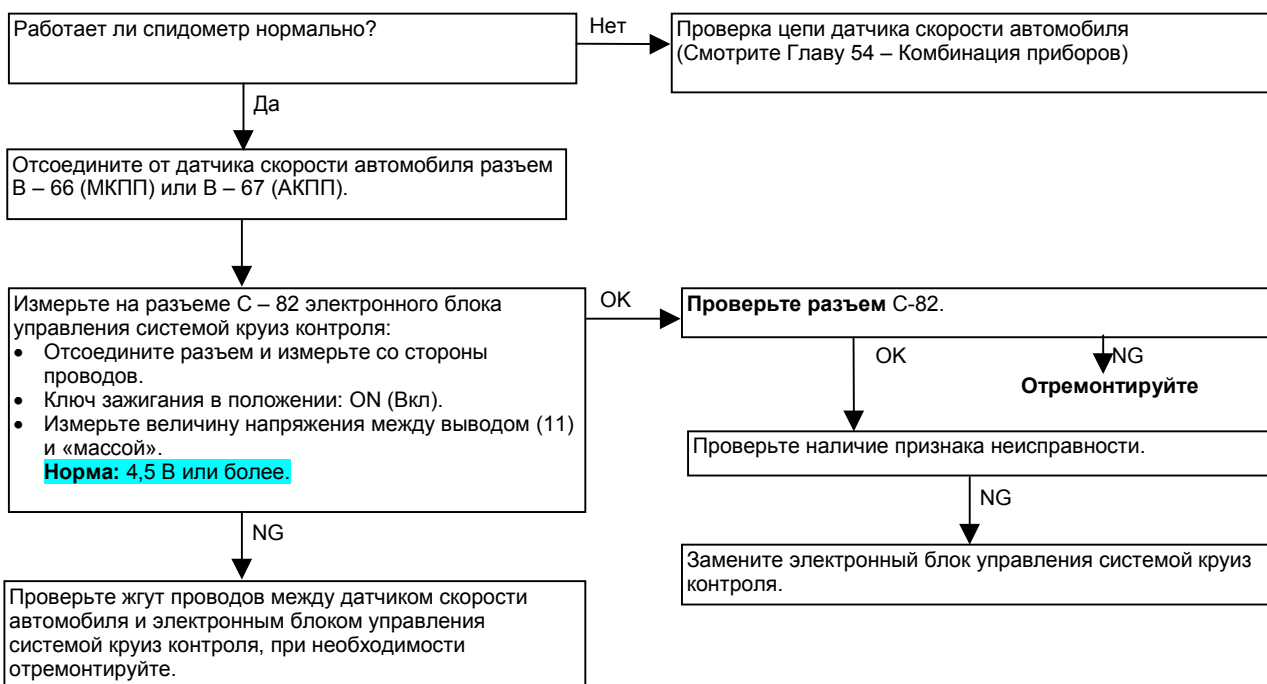 Работает ли спидометр нормально?
Нет
Проверка цепи датчика скорости автомобиля
(Смотрите Главу 54 – Комбинация приборов)
Да
Отсоедините от датчика скорости автомобиля разъем
В – 66 (МКПП) или В – 67 (АКПП).
Измерьте на разъеме С – 82 электронного блока
управления системой круиз контроля:
• Отсоедините разъем и измерьте со стороны
проводов.
• Ключ зажигания в положении: ON (Вкл).
• Измерьте величину напряжения между выводом (11)
и «массой».
Норма: 4,5 В или более.
OK
Проверьте разъем С-82.
OK
NG
Отремонтируйте
Проверьте наличие признака неисправности.
NG
Замените электронный блок управления системой круиз
контроля.
NG
Проверьте жгут проводов между датчиком скорости
автомобиля и электронным блоком управления
системой круиз контроля, при необходимости
отремонтируйте.